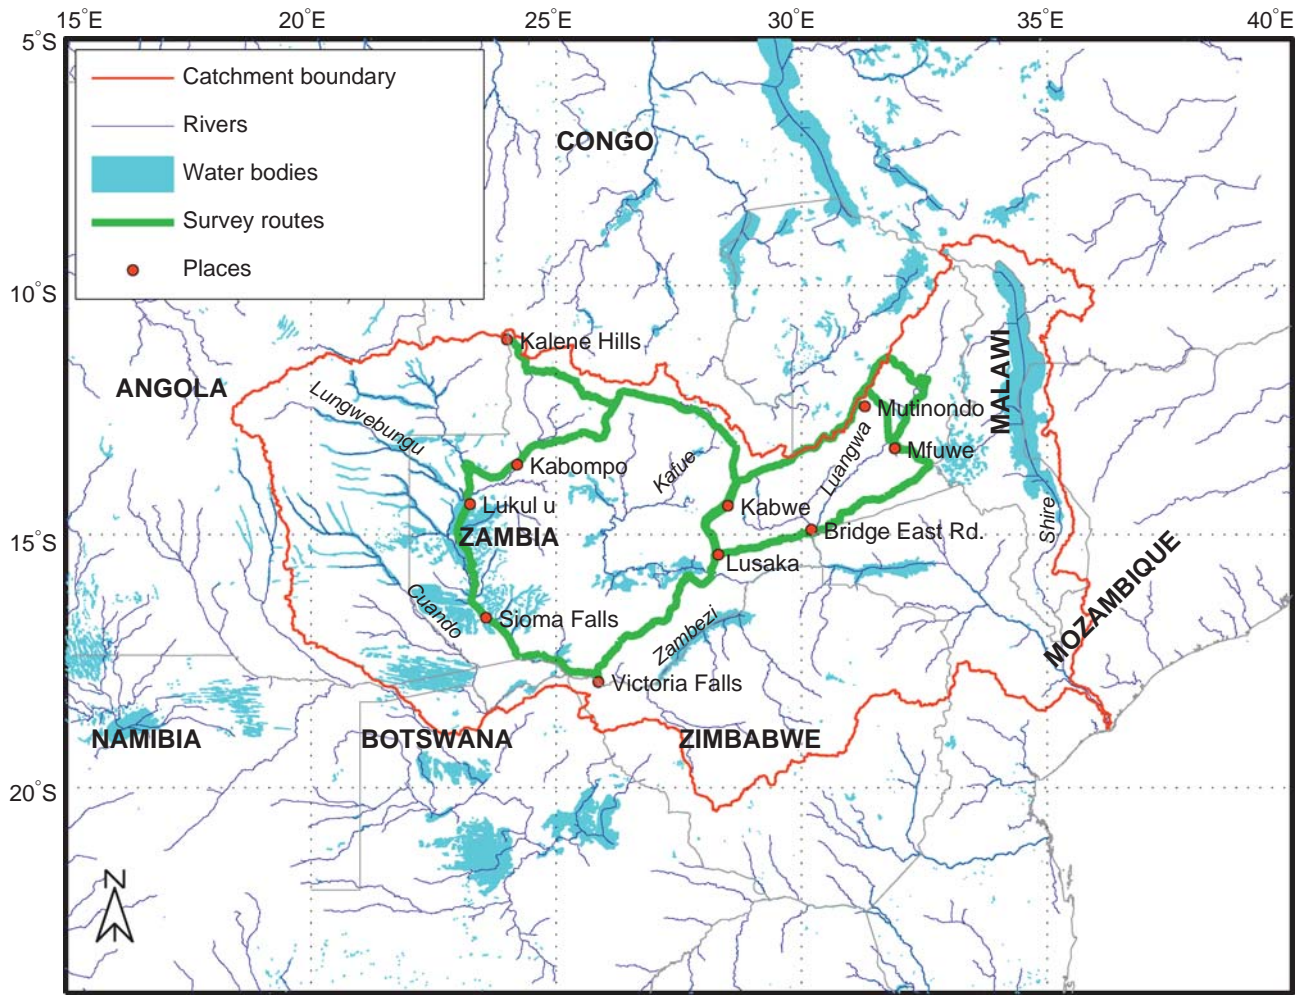 15°E 20°E 25°E 30°E 35°E 40°E
5°S
Catchment boundary
Rivers
Water bodies
Survey routes
Places
CONGO
10°S
Kalene Hills
ANGOLA
Lungwebungu
MALAWI
Mutinondo
Luangwa
Mfuwe
Kabompo
Kafue
Lukul u
Kabwe
Shire
ZAMBIA
Bridge East Rd.
15°S
Lusaka
MOZAMBIQUE
Cuando
Sioma Falls
Zambezi
Victoria Falls
NAMIBIA
BOTSWANA
ZIMBABWE
20°S
N